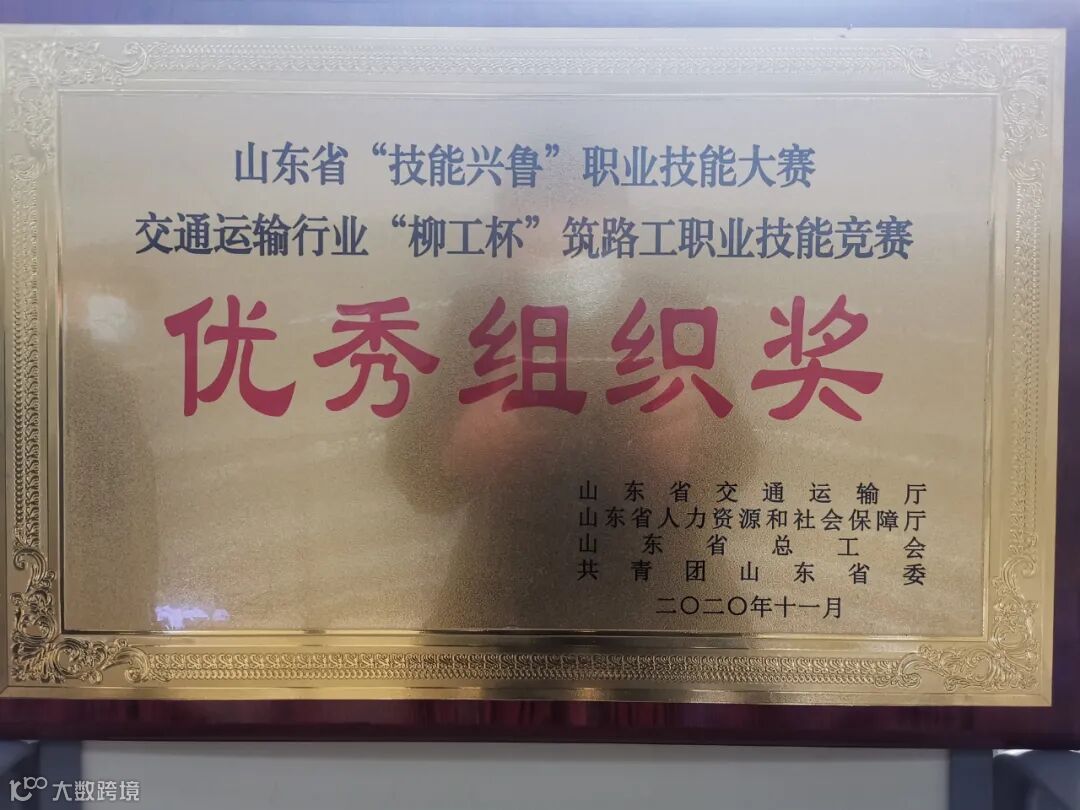 山东省“技能兴鲁”职业技能大赛
交通运输行业“柳工杯”筑路工职业技能竞赛
优秀组织奖
山东省交通运输厅
山东省人力资源和社会保障厅
山东省总工会
共青团山东省委
二〇二〇年十一月
大数跨境